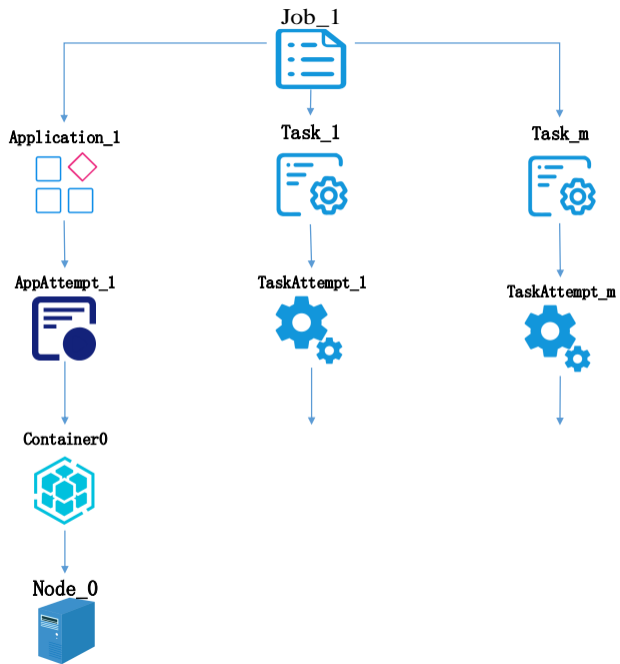 Job_1
Application_1
Task_1
Task_m
AppAttempt_1
TaskAttempt_1
TaskAttempt_m
Container0
Node_0